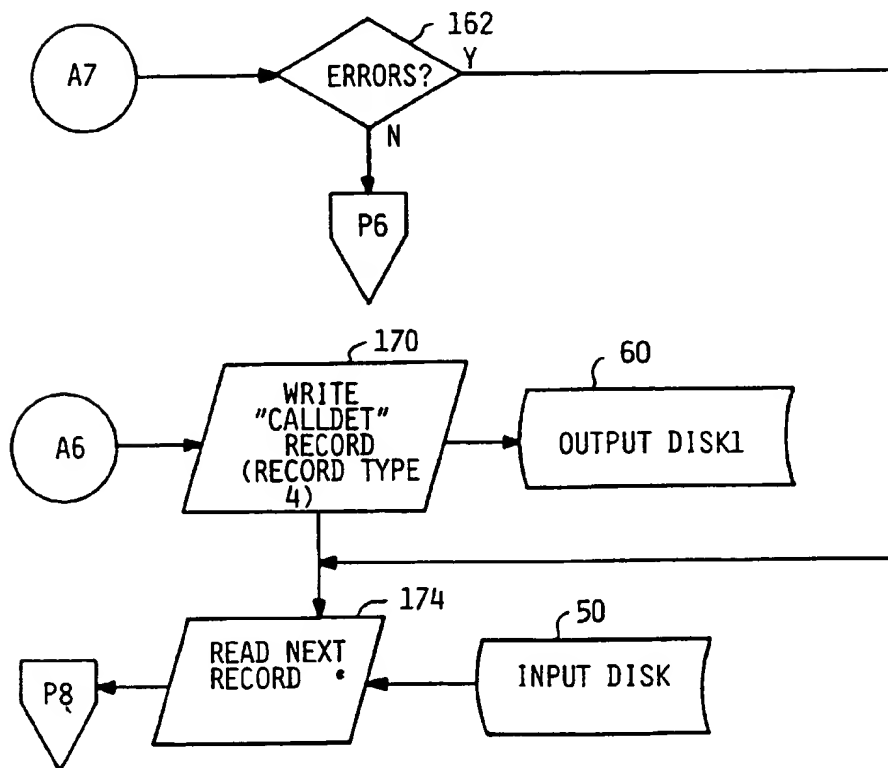 162
A7
ERRORS?
Y
N
P6
170
60
A6
WRITE
"CALLDET"
RECORD
(RECORD TYPE
4)
OUTPUT DISK1
174
50
P8
READ NEXT
RECORD
INPUT DISK